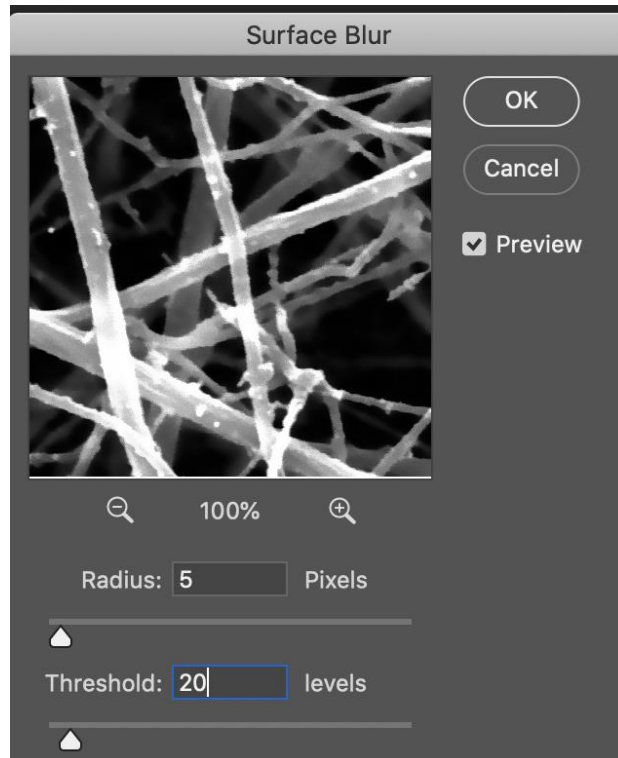 Surface Blur
OK
Cancel
Preview
100%
Radius: 5 Pixels
Threshold: 20 levels